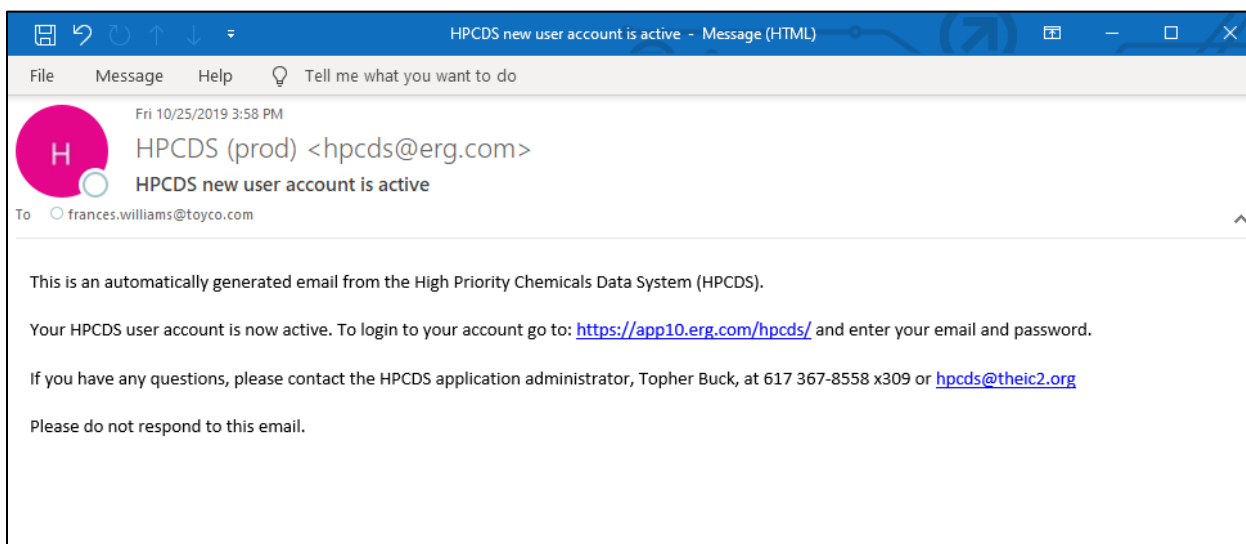 HPCDS new user account is active - Message (HTML)
File Message Help Tell me what you want to do
Fri 10/25/2019 3:58 PM
H
HPCDS (prod) <hpcds@erg.com>
HPCDS new user account is active
To frances.williams@toyco.com
This is an automatically generated email from the High Priority Chemicals Data System (HPCDS).
Your HPCDS user account is now active. To login to your account go to: https://app10.erg.com/hpcds/ and enter your email and password.
If you have any questions, please contact the HPCDS application administrator, Topher Buck, at 617 367-8558 x309 or hpcds@theic2.org
Please do not respond to this email.